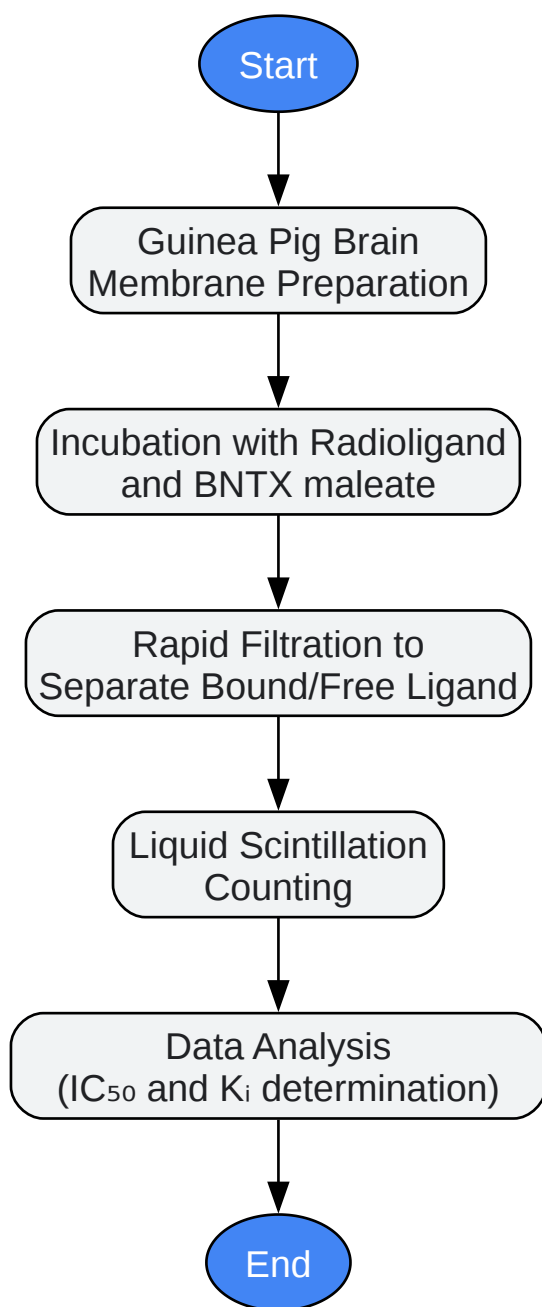 Start
Guinea Pig Brain
Membrane Preparation
Incubation with Radioligand
and BNTX maleate
Rapid Filtration to
Separate Bound/Free Ligand
Liquid Scintillation
Counting
Data Analysis
(IC₅₀ and Kᵢ determination)
End